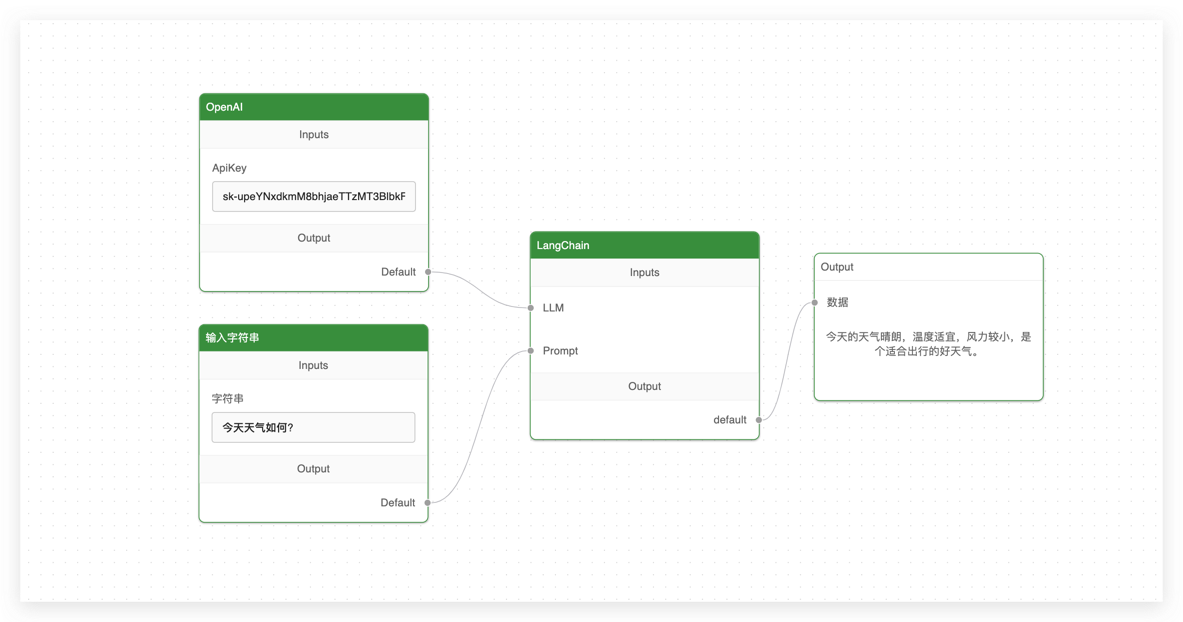 OpenAI
Inputs
ApiKey
sk-upeYNxdkmM8bhjaeTTzMT3BlbkF
Output
Default
输入字符串
Inputs
字符串
今天天气如何?
Output
Default
LangChain
Inputs
LLM
Prompt
Output
default
Output
数据
今天的天气晴朗，温度适宜，风力较小，是
个适合出行的好天气。